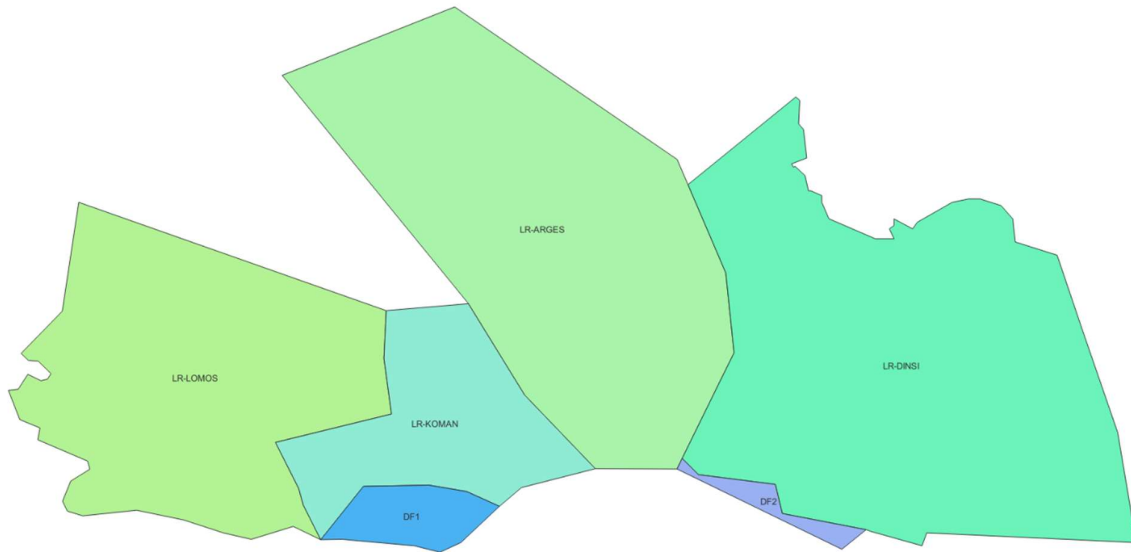 LR-ARGES
LR-DINSI
LR-LOMOS
LR-KOMAN
DF2
DF1